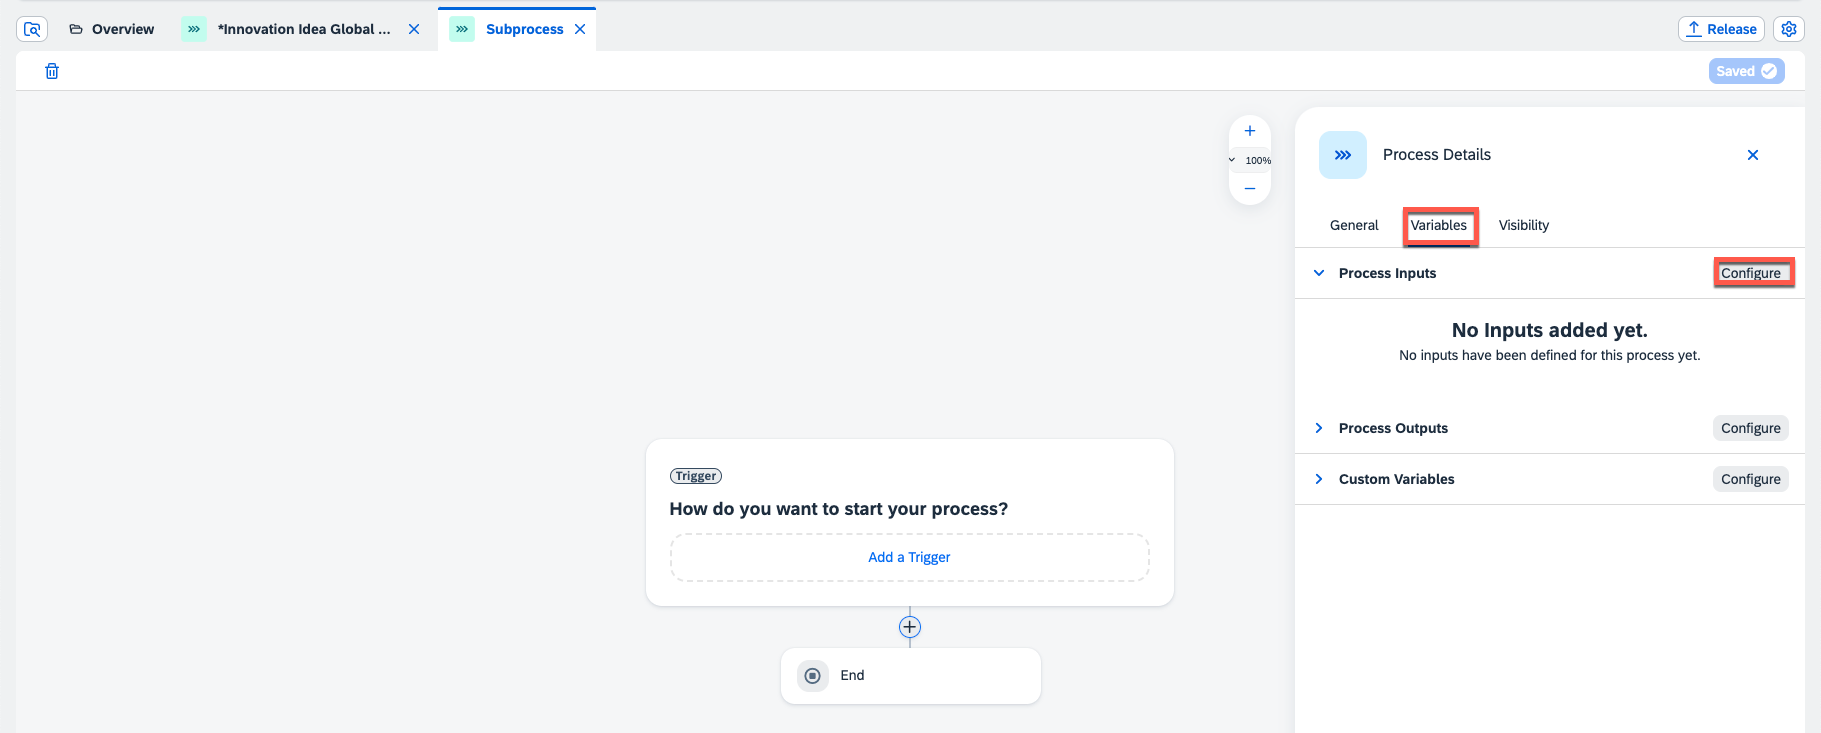 Overview
*Innovation Idea Global ...
Subprocess
Release
Saved
100%
Process Details
General
Variables
Visibility
Process Inputs
Configure
No Inputs added yet.
No inputs have been defined for this process yet.
Process Outputs
Configure
Custom Variables
Configure
Trigger
How do you want to start your process?
Add a Trigger
End